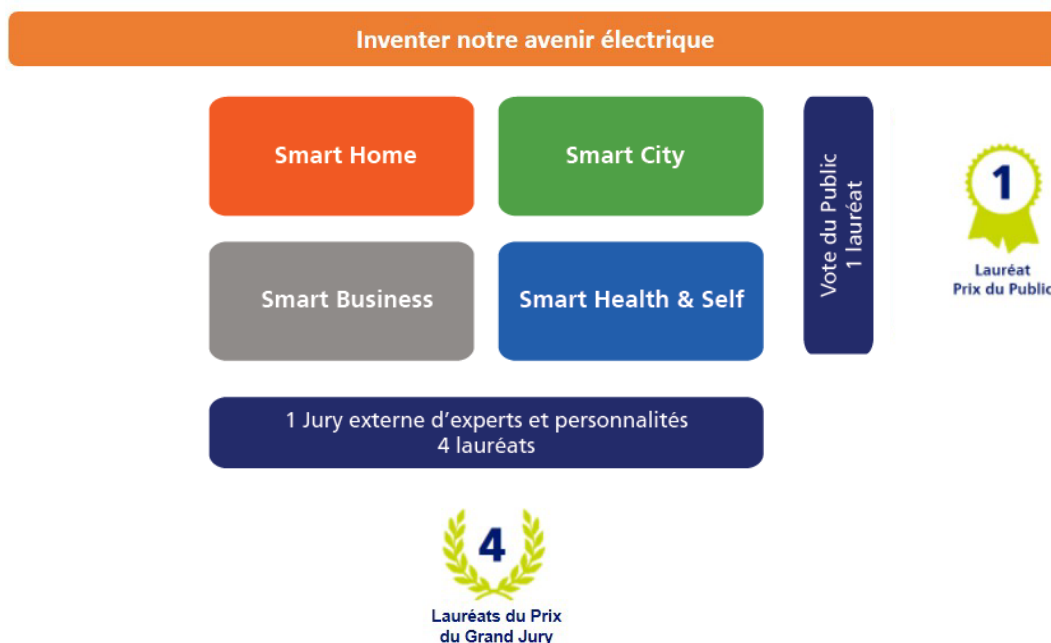 Inventer notre avenir électrique
Smart Home
Smart City
Smart Business
Smart Health & Self
Vote du Public
1 lauréat
1
Lauréat
Prix du Public
1 Jury externe d'experts et personnalités
4 lauréats
4
Lauréats du Prix
du Grand Jury